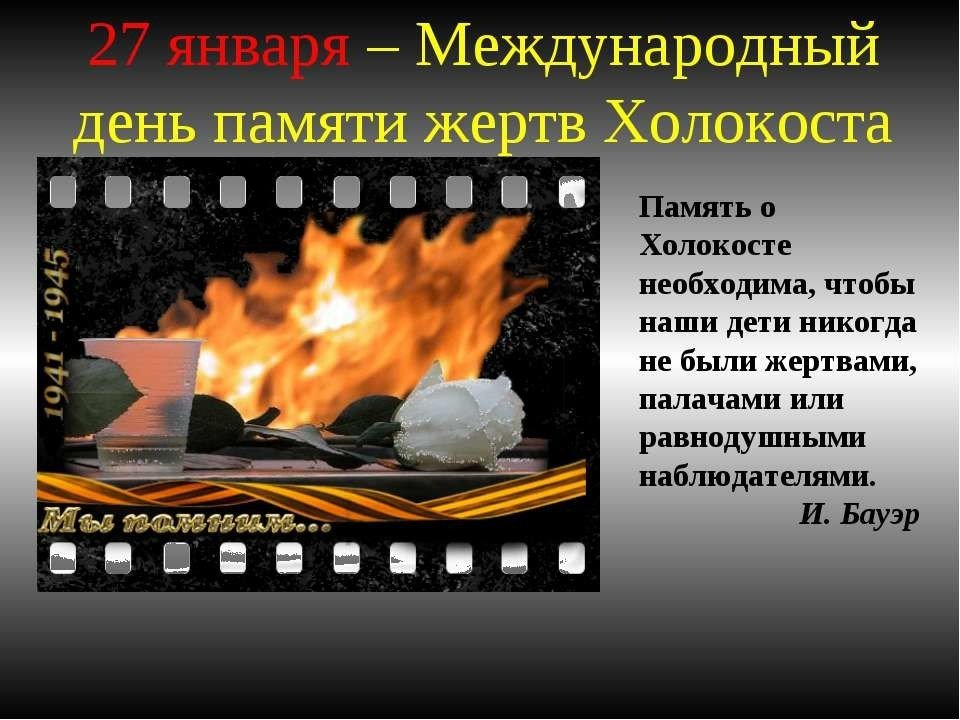 27 января – Международный
день памяти жертв Холокоста
1941 - 1945
Мы помним...
Память о
Холокосте
необходима, чтобы
наши дети никогда
не были жертвами,
палачами или
равнодушными
наблюдателями.
И. Бауэр